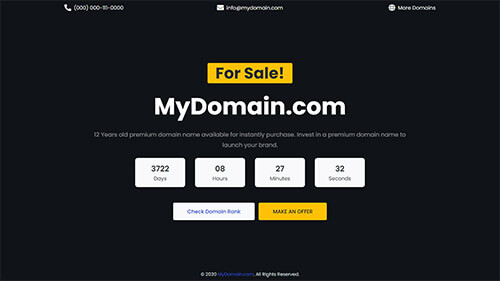 (000) 000-111-0000
info@mydomain.com
More Domains
For Sale!
MyDomain.com
12 Years old premium domain name available for instantly purchase. Invest in a premium domain name to
launch your brand.
3722
Days
08
Hours
27
Minutes
32
Seconds
Check Domain Rank
MAKE AN OFFER
© 2020 MyDomain.com. All Rights Reserved.